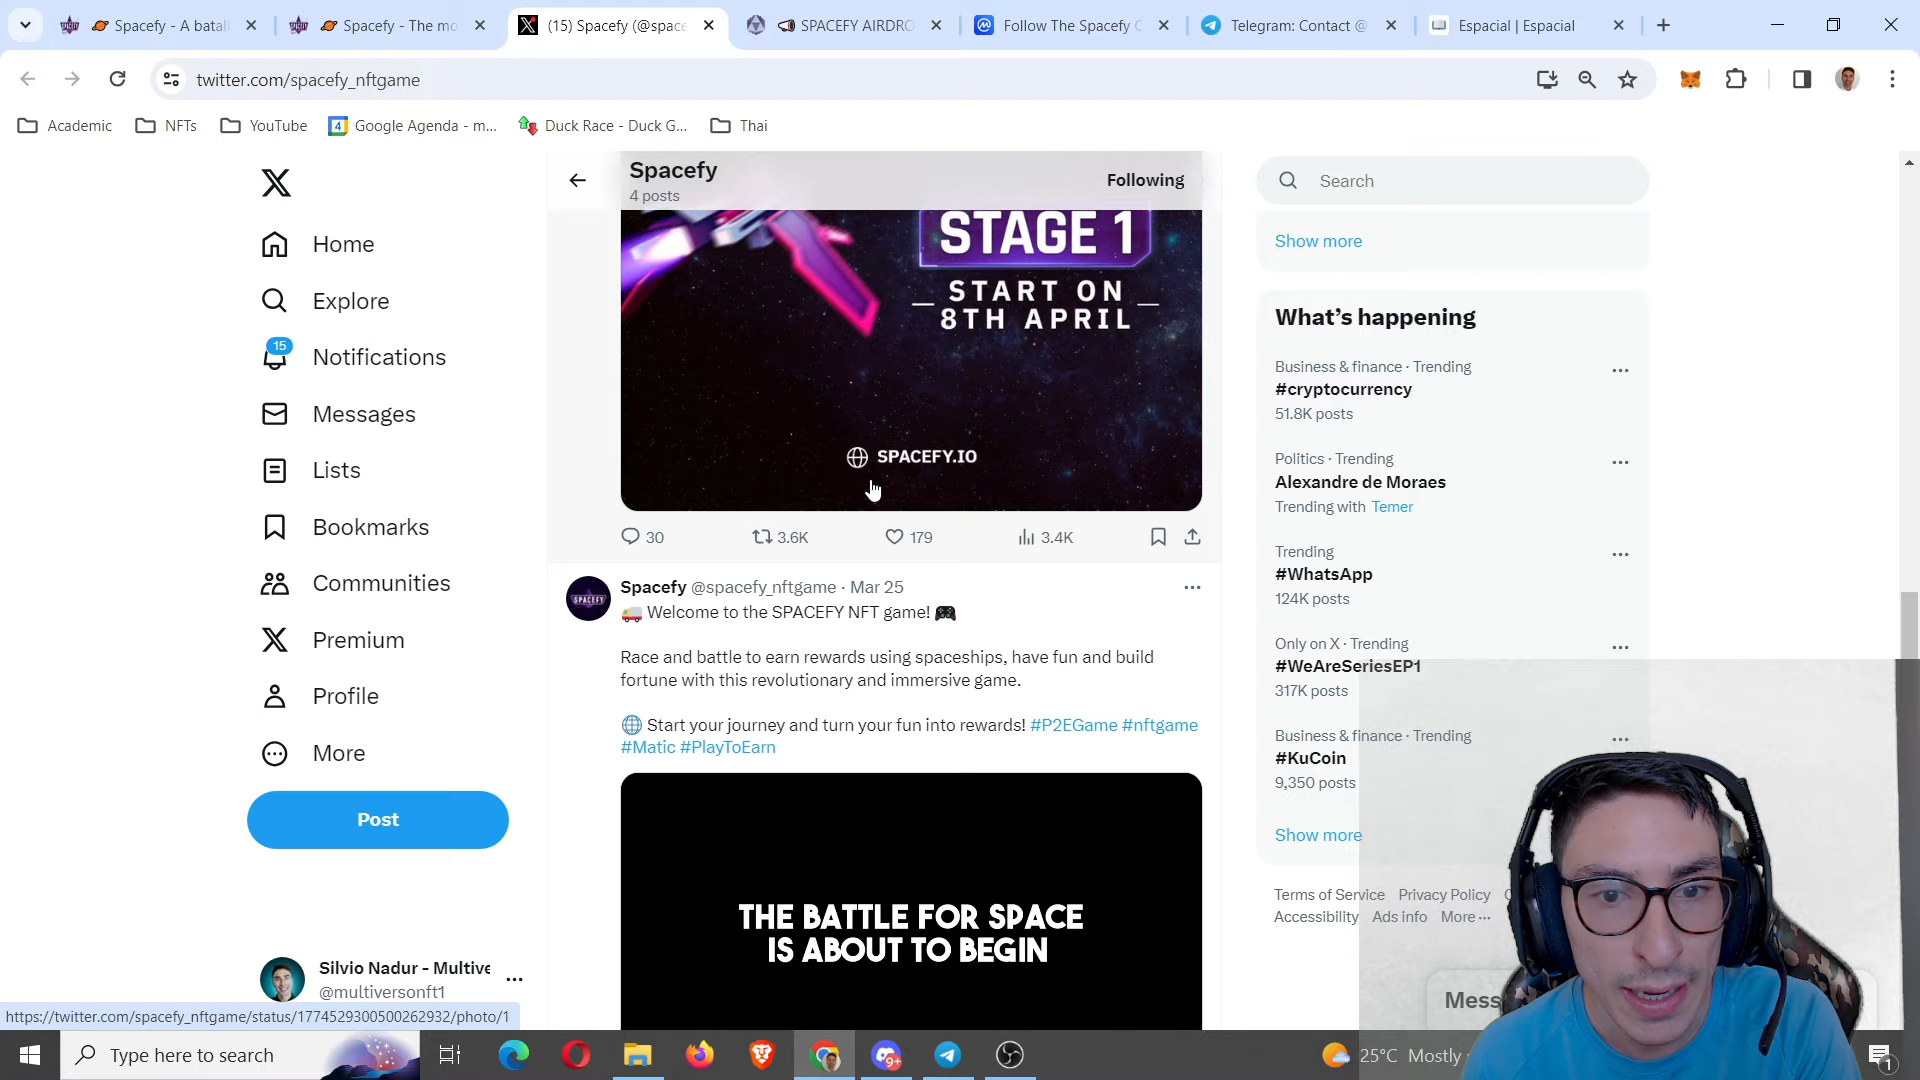 Spacefy - A batal
Spacefy - The mo
(15) Spacefy (@space
SPACEFY AIRDRO
Follow The Spacefy C
Telegram: Contact @
Espacial | Espacial
twitter.com/spacefy_nftgame
Academic
NFTs
YouTube
Google Agenda - m...
Duck Race - Duck G...
Thai
Spacefy
4 posts
Following
Search
Home
Explore
15
Notifications
Messages
Lists
Bookmarks
Communities
Premium
Profile
More
Post
Silvio Nadur - Multive
@multiversonft1
STAGE 1
START ON
8TH APRIL
SPACEFY.IO
30
3.6K
179
3.4K
SPACEFY
Spacefy @spacefy_nftgame · Mar 25
Welcome to the SPACEFY NFT game!
Race and battle to earn rewards using spaceships, have fun and build
fortune with this revolutionary and immersive game.
Start your journey and turn your fun into rewards! #P2EGame #nftgame
#Matic #PlayToEarn
THE BATTLE FOR SPACE
IS ABOUT TO BEGIN
Show more
What's happening
Business & finance · Trending
#cryptocurrency
51.8K posts
Politics · Trending
Alexandre de Moraes
Trending with Temer
Trending
#WhatsApp
124K posts
Only on X · Trending
#WeAreSeriesEP1
317K posts
Business & finance · Trending
#KuCoin
9,350 posts
Show more
Terms of Service Privacy Policy
Accessibility Ads info More ...
Mess
https://twitter.com/spacefy_nftgame/status/1774529300500262932/photo/1
Type here to search
9+
25°C Mostly
1